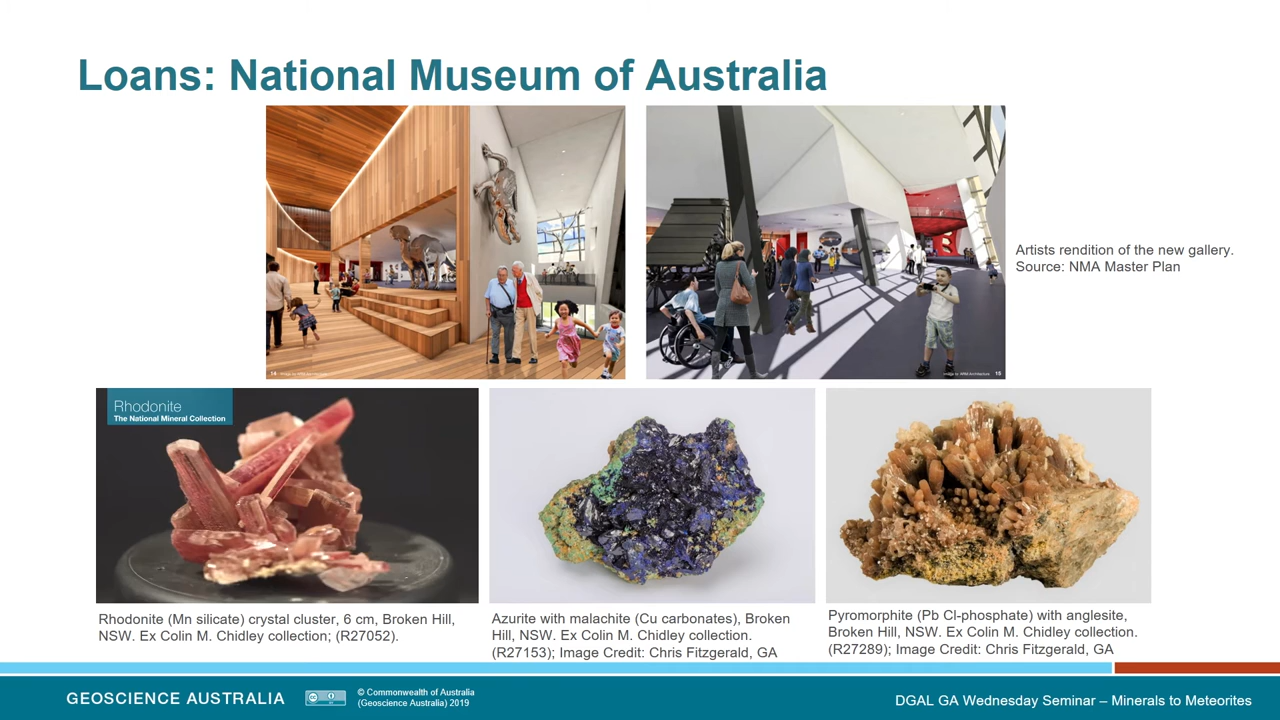 Loans: National Museum of Australia
14
15
Artists rendition of the new gallery.
Source: NMA Master Plan
Rhodonite
The National Mineral Collection
Rhodonite (Mn silicate) crystal cluster, 6 cm, Broken Hill,
NSW. Ex Colin M. Chidley collection; (R27052).
Azurite with malachite (Cu carbonates), Broken
Hill, NSW. Ex Colin M. Chidley collection.
(R27153); Image Credit: Chris Fitzgerald, GA
Pyromorphite (Pb Cl-phosphate) with anglesite,
Broken Hill, NSW. Ex Colin M. Chidley collection.
(R27289); Image Credit: Chris Fitzgerald, GA
GEOSCIENCE AUSTRALIA
© Commonwealth of Australia
(Geoscience Australia) 2019
DGAL GA Wednesday Seminar – Minerals to Meteorites